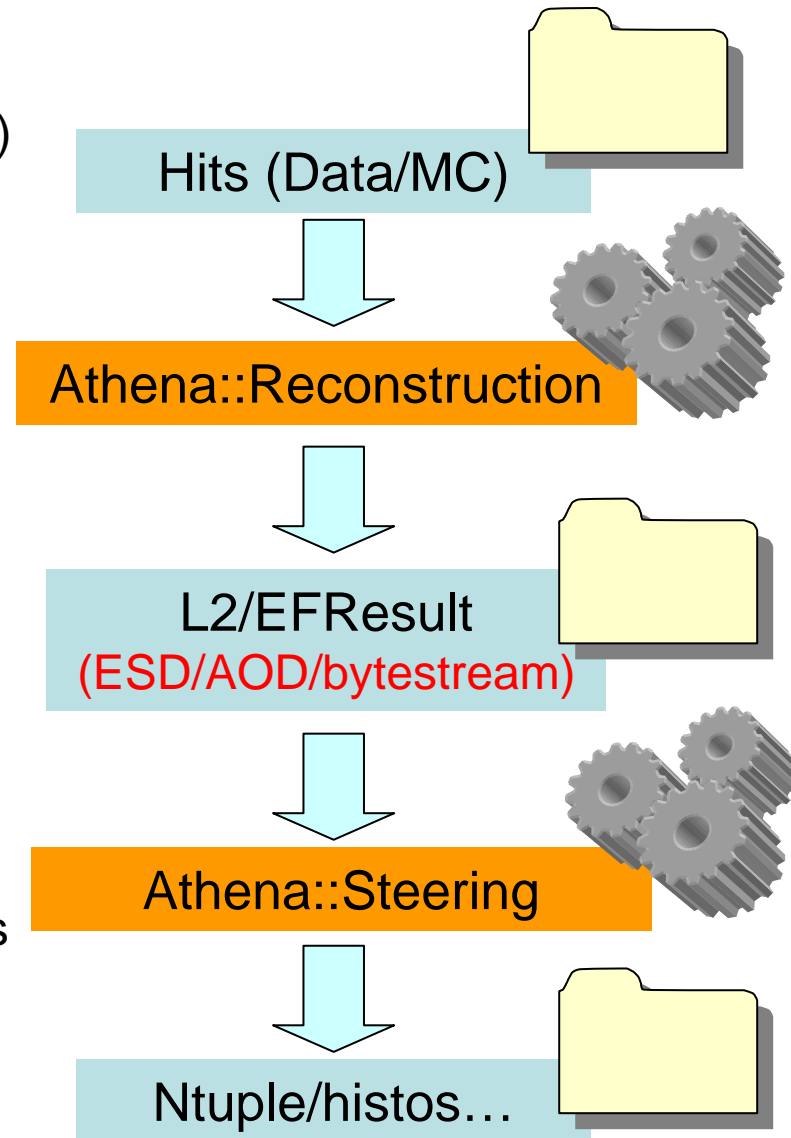 )
Hits (Data/MC)
Athena::Reconstruction
L2/EFResult
(ESD/AOD/bytestream)
Athena::Steering
s
Ntuple/histos…